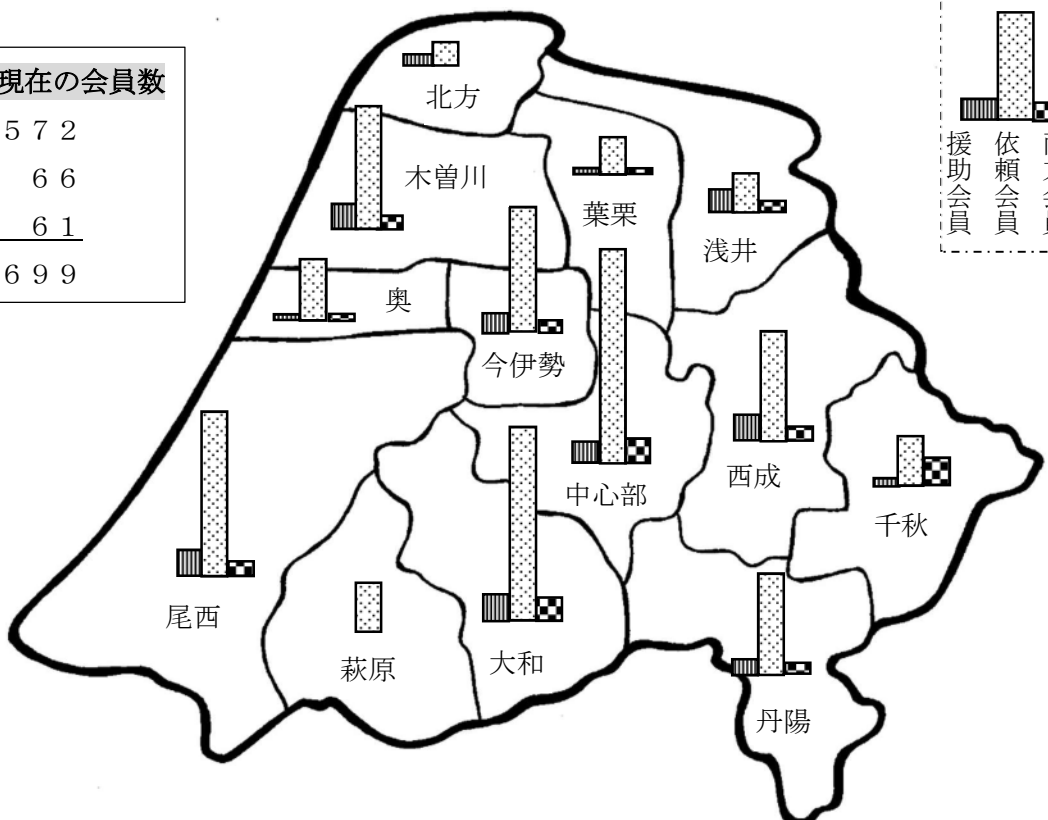 現在の会員数
５７２
６６
６１
６９９
援助会員
依頼会員
北方
木曽川
葉栗
浅井
奥
今伊勢
中心部
西成
千秋
尾西
萩原
大和
丹陽